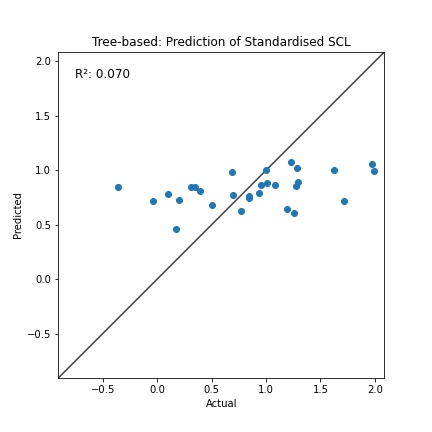 Tree-based: Prediction of Standardised SCL
R²: 0.070
2.0
1.5
1.0
0.5
0.0
−0.5
Predicted
−0.5 0.0 0.5 1.0 1.5 2.0
Actual